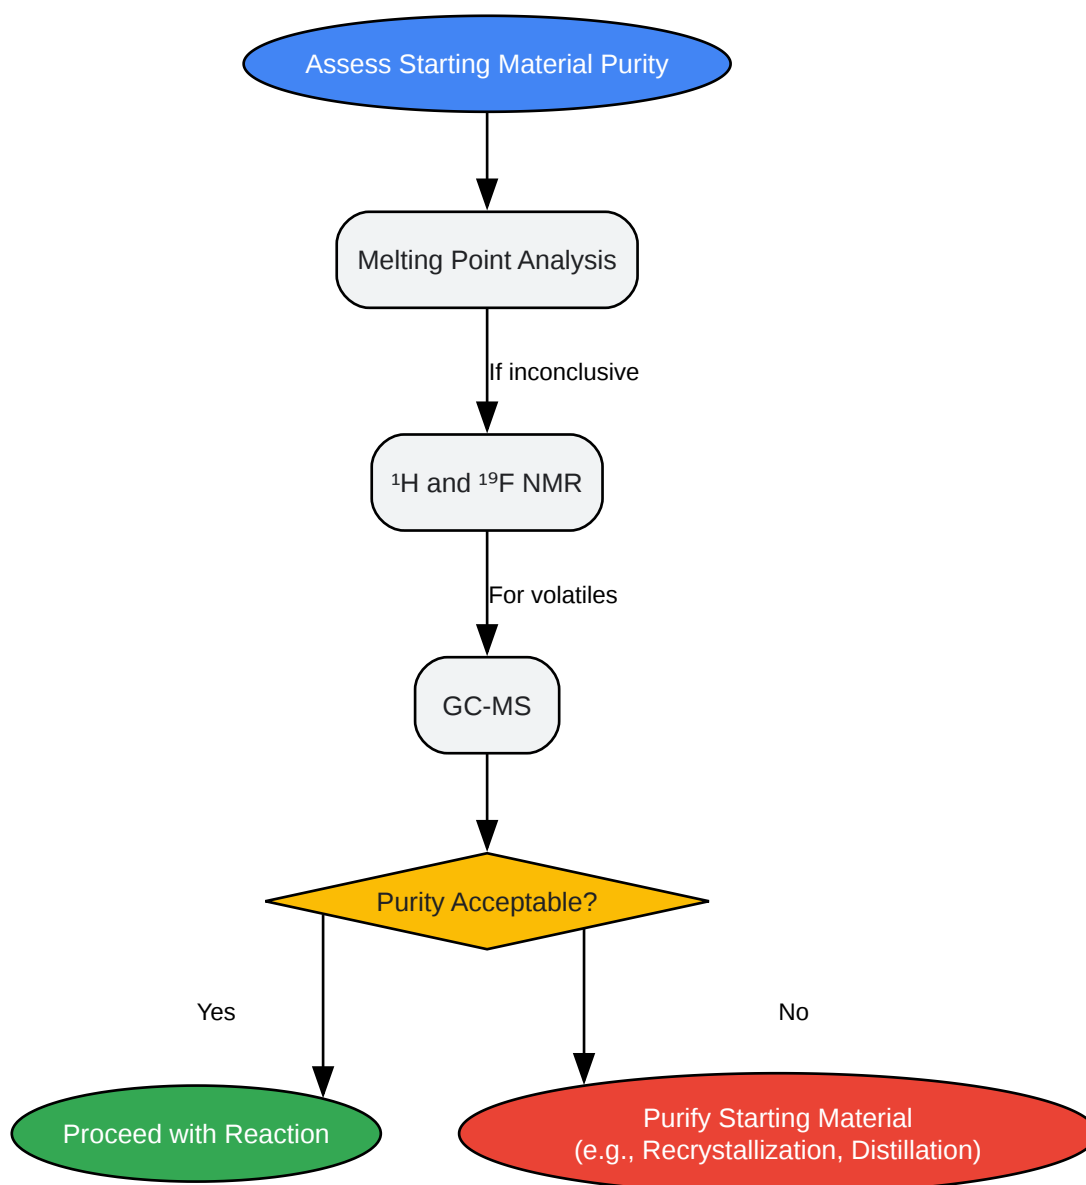 Assess Starting Material Purity
Melting Point Analysis
If inconclusive
¹H and ¹⁹F NMR
For volatiles
GC-MS
Purity Acceptable?
Yes
No
Proceed with Reaction
Purify Starting Material
(e.g., Recrystallization, Distillation)